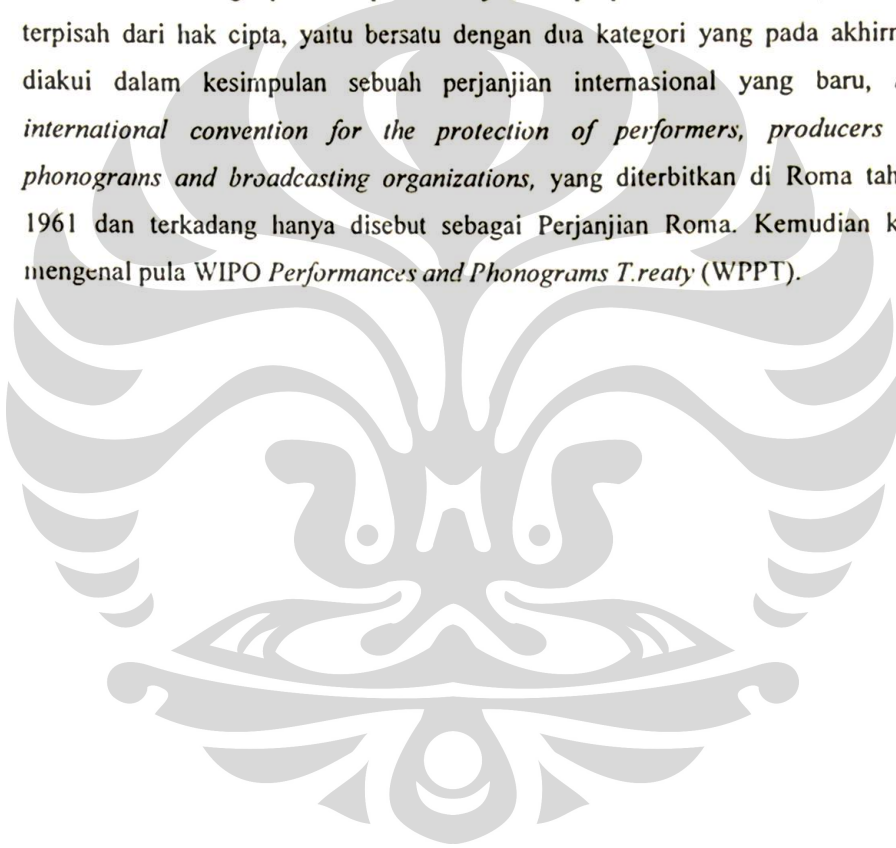 terpisah dari hak cipta, yaitu bersatu dengan dua kategori yang pada
diakui dalam kesimpulan sebuah perjanjian internasional yang baru,
international convention for the protection of performers, producers
phonograms and broadcasting organizations, yang diterbitkan di Roma
1961 dan terkadang hanya disebut sebagai Perjanjian Roma. Kemudian
mengenal pula WIPO Performances and Phonograms T.reaty (WPPT).